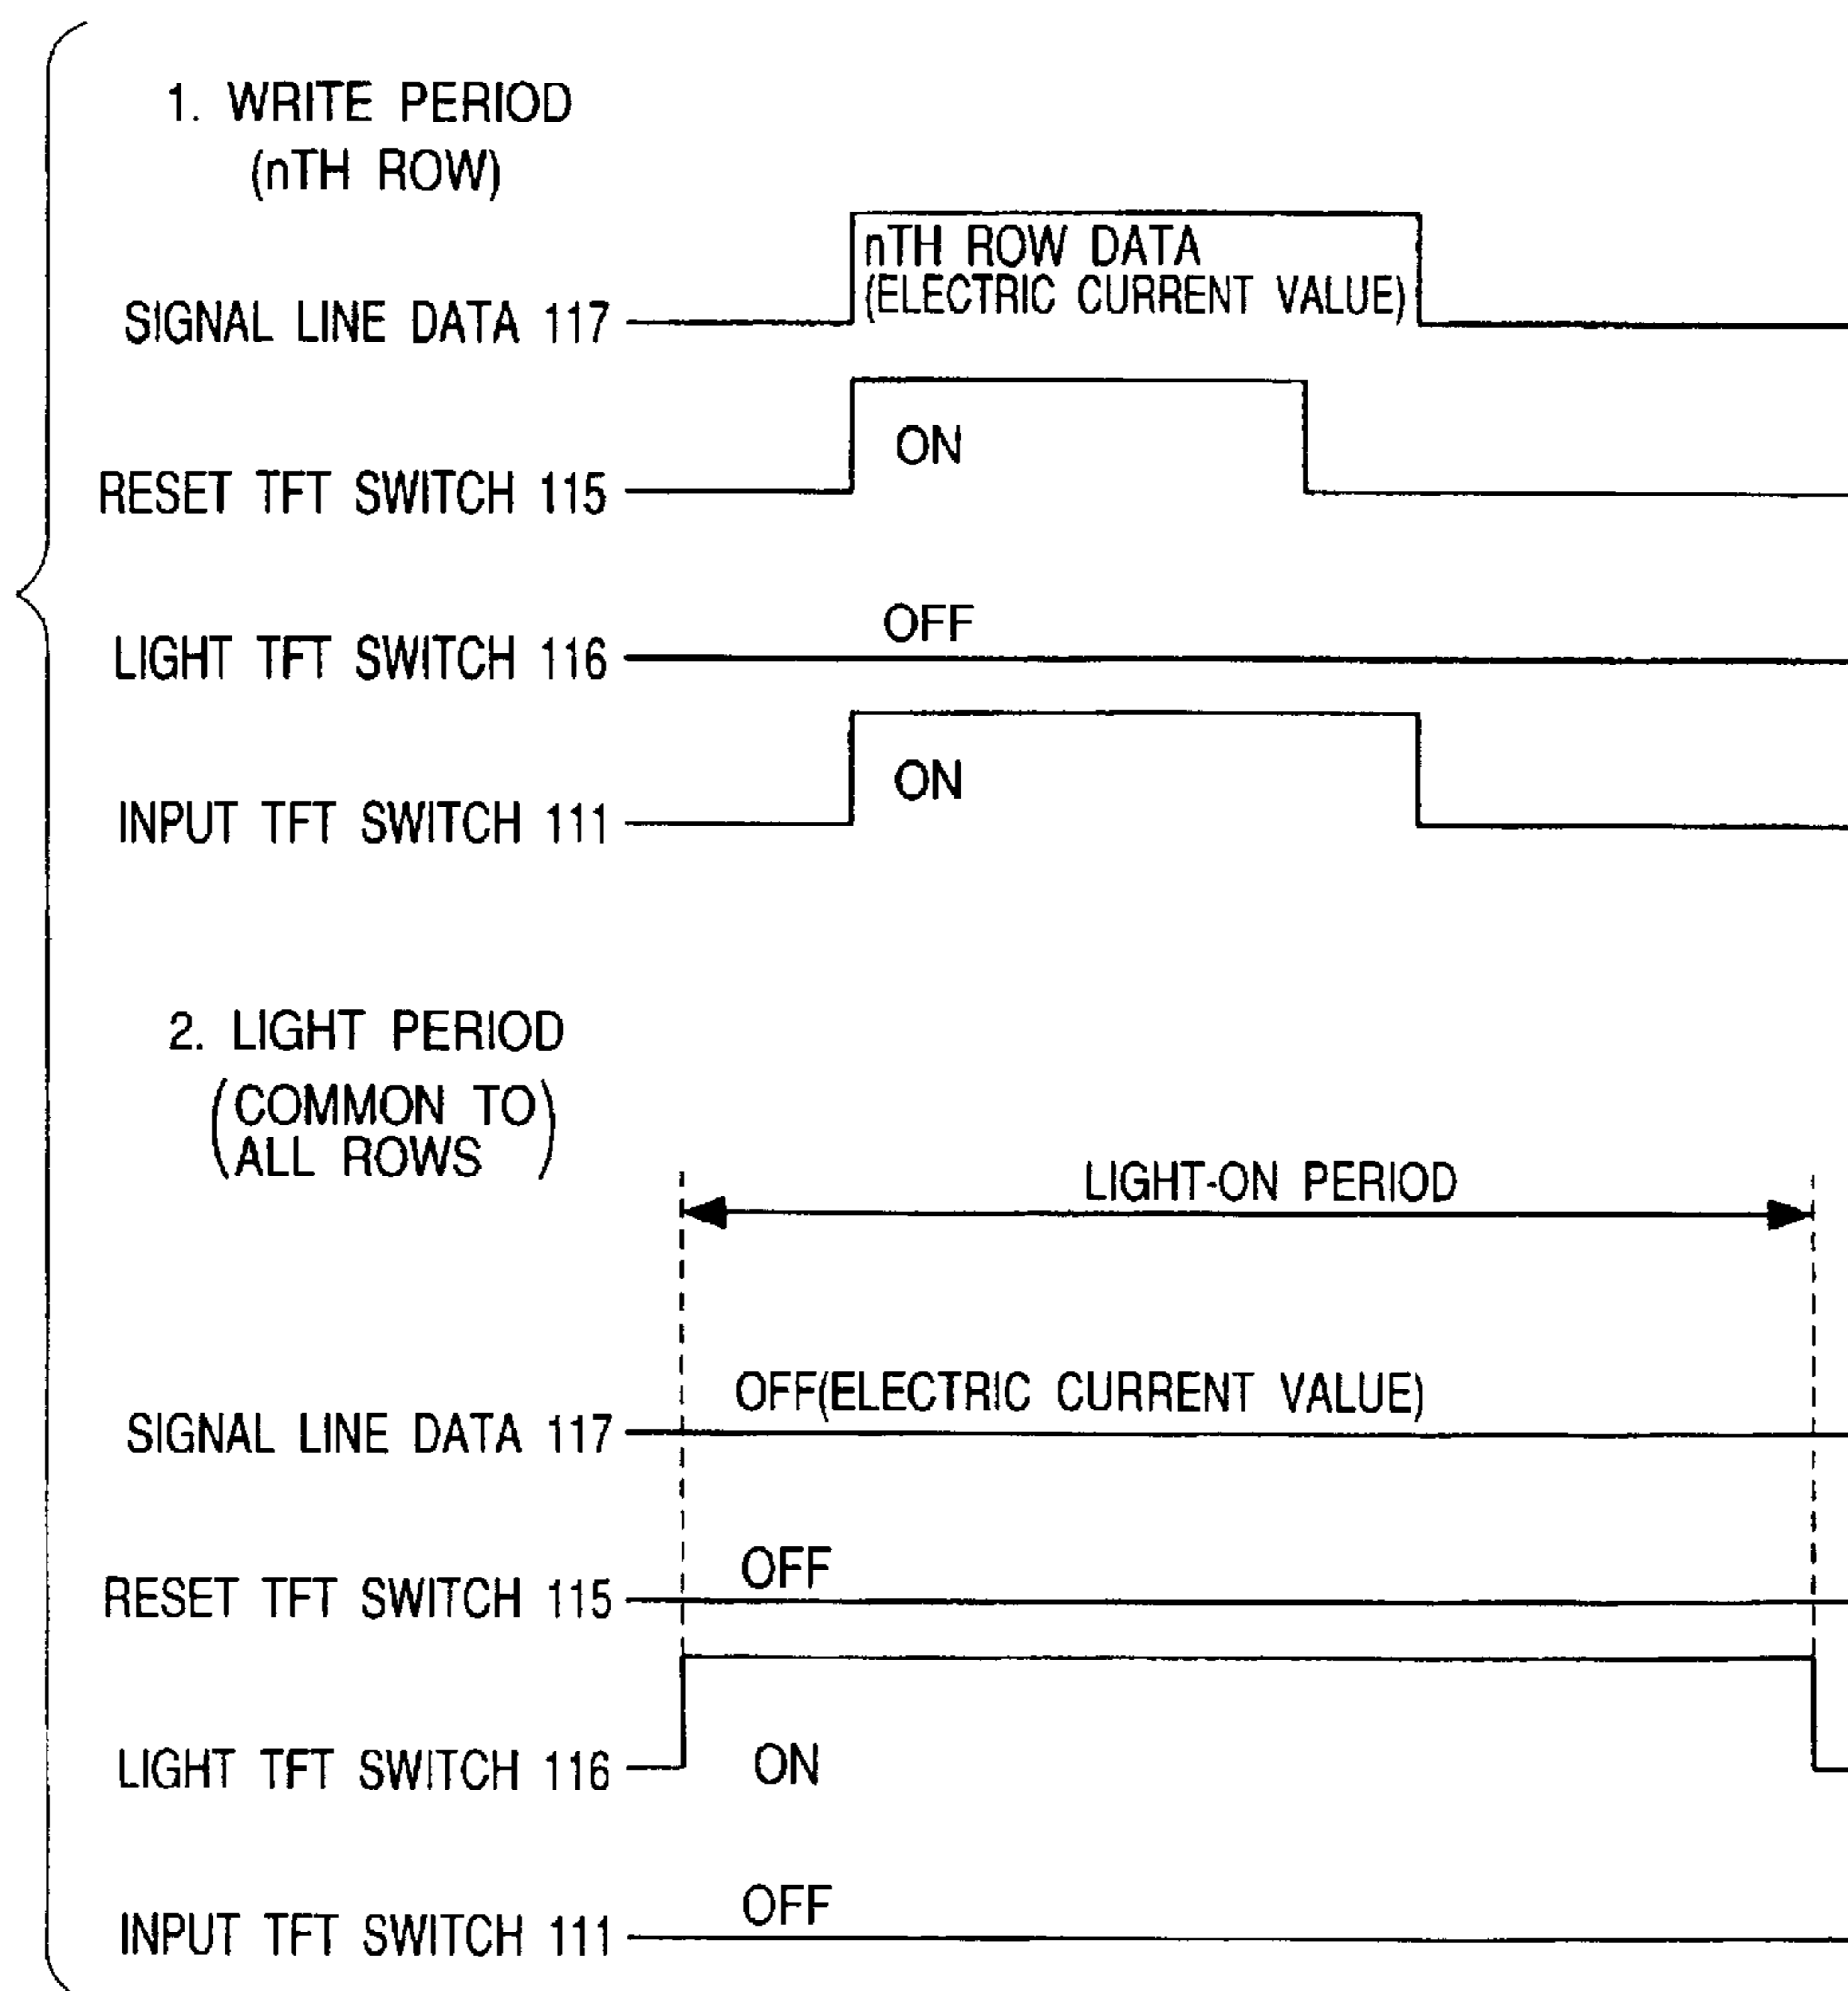 1. WRITE PERIOD
(nTH ROW)
nTH ROW DATA
(ELECTRIC CURRENT VALUE)
SIGNAL LINE DATA 117
ON
RESET TFT SWITCH 115
OFF
LIGHT TFT SWITCH 116
ON
INPUT TFT SWITCH 111
2. LIGHT PERIOD
(COMMON TO
ALL ROWS)
LIGHT-ON PERIOD
OFF(ELECTRIC CURRENT VALUE)
SIGNAL LINE DATA 117
OFF
RESET TFT SWITCH 115
LIGHT TFT SWITCH 116
ON
OFF
INPUT TFT SWITCH 111